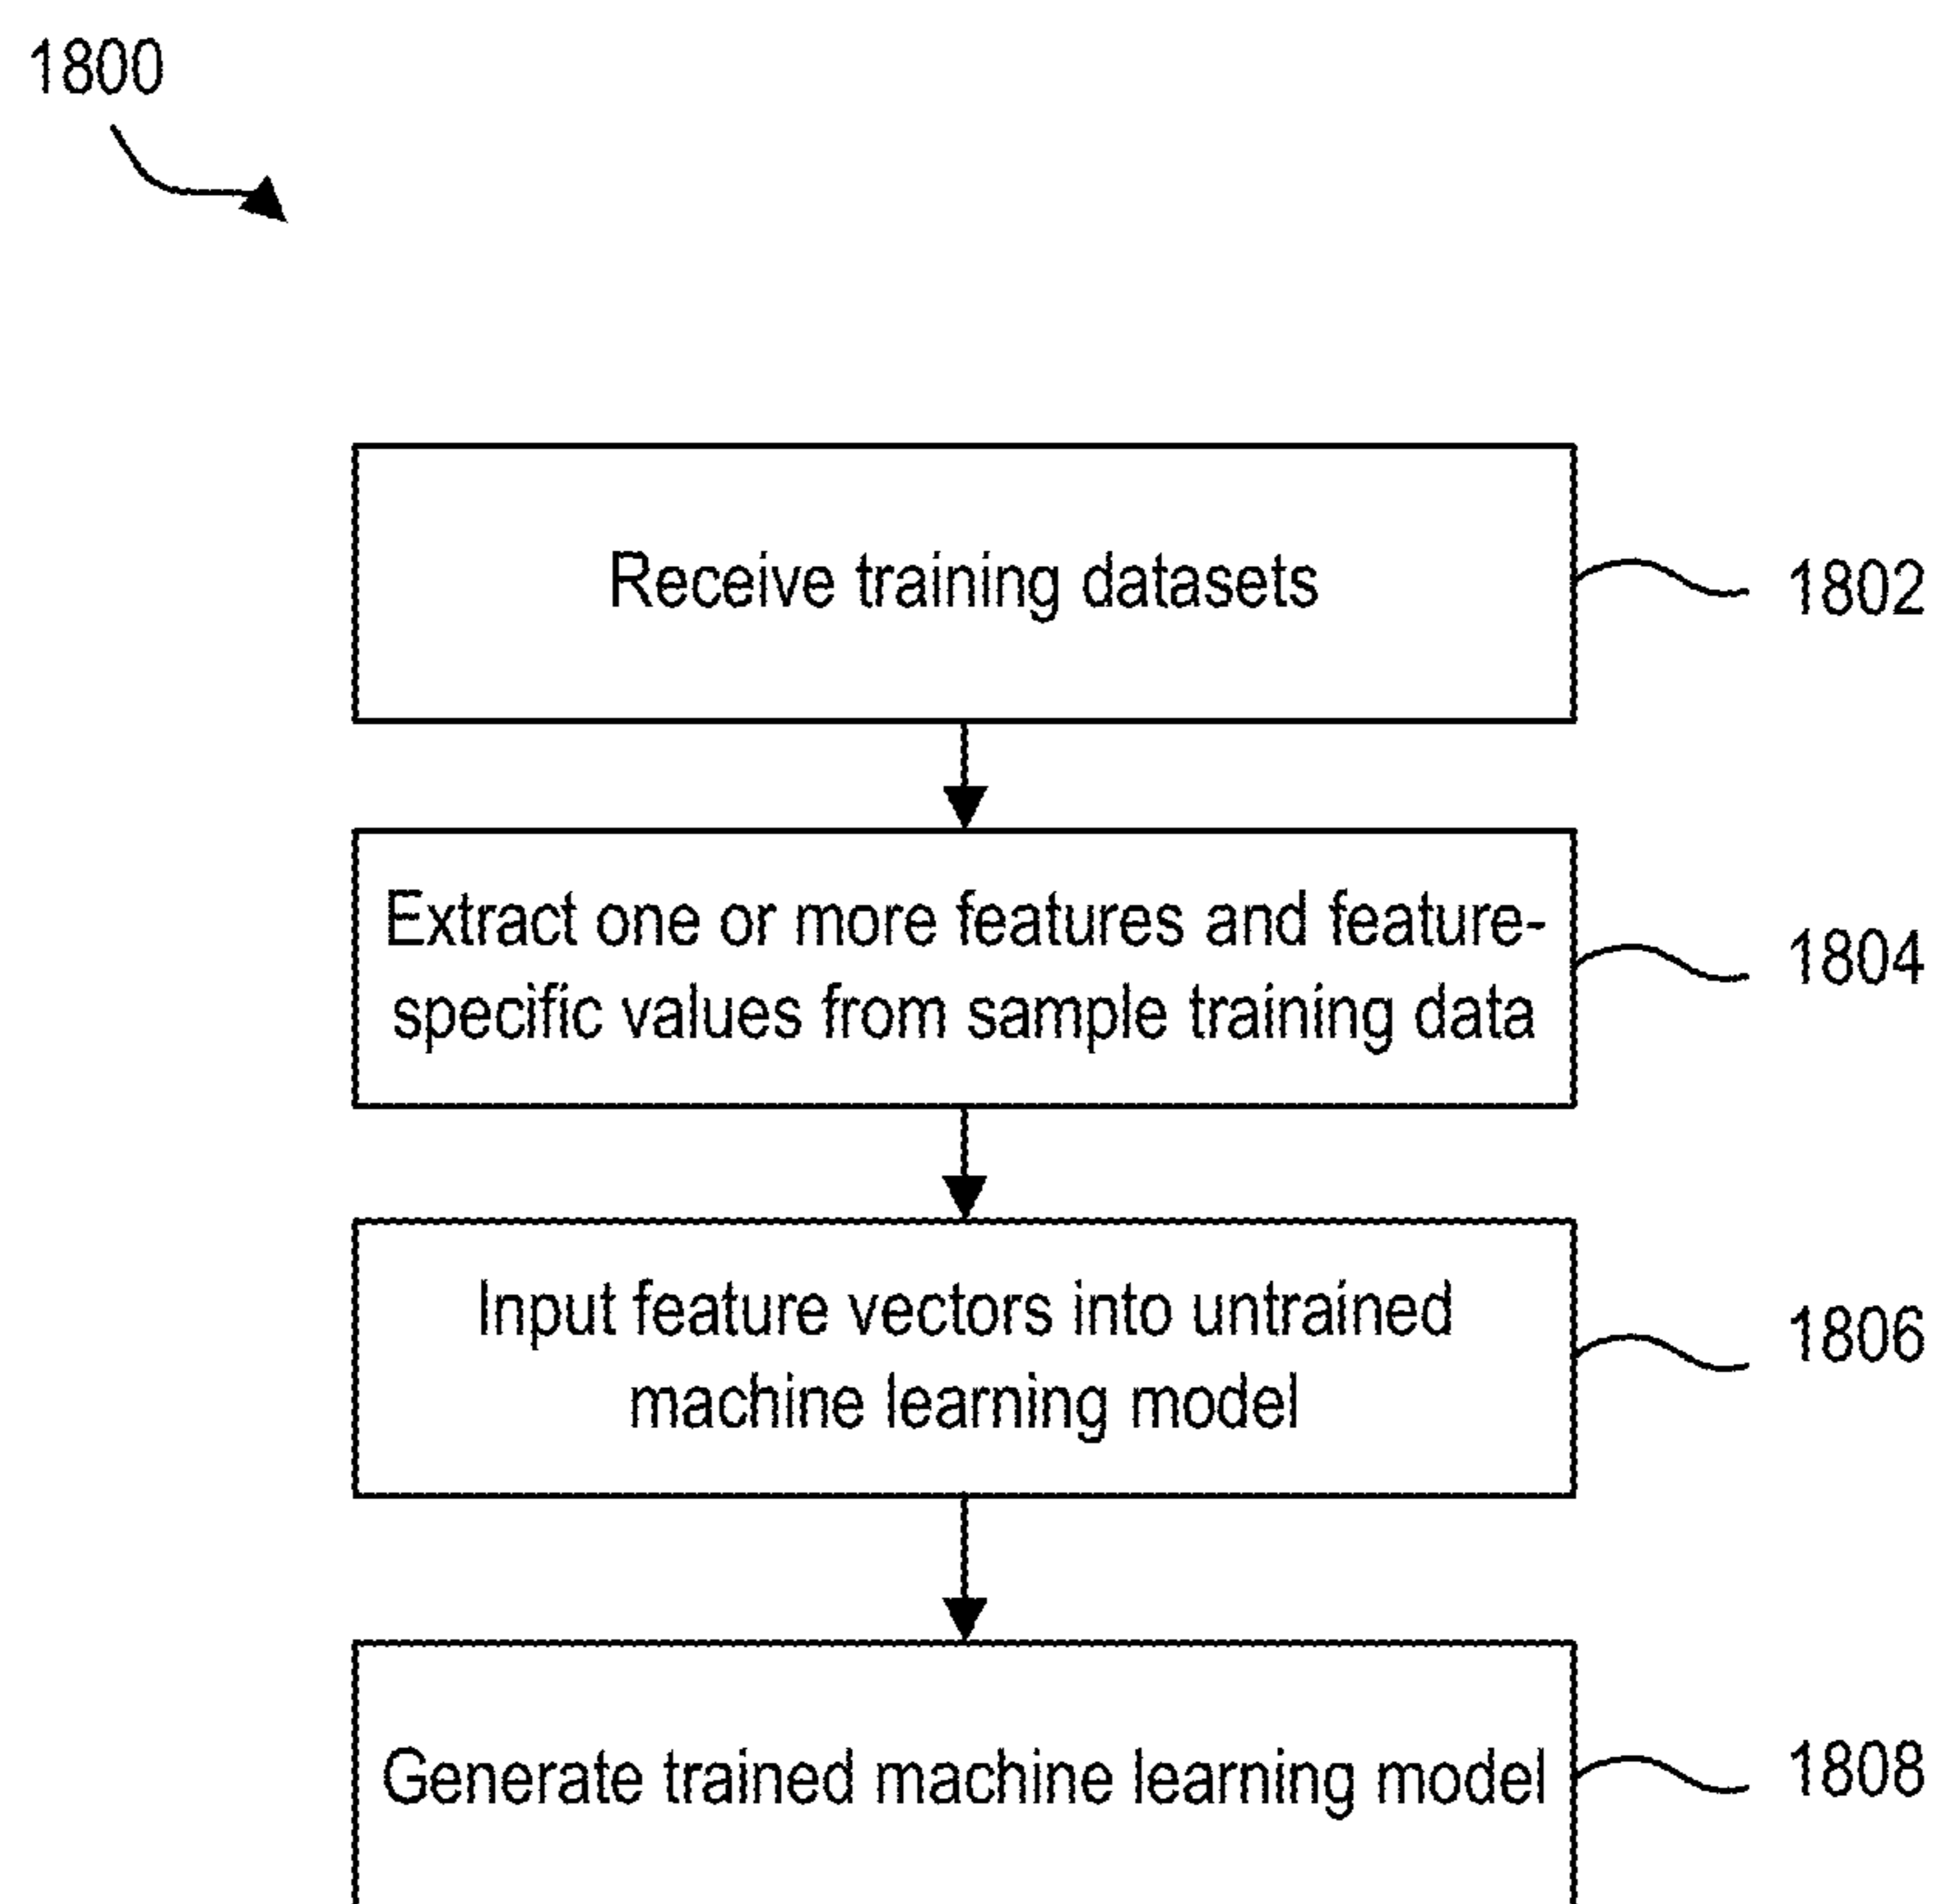 1800
Receive training datasets
1802
Extract one or more features and feature-
specific values from sample training data
1804
Input feature vectors into untrained
machine learning model
1806
Generate trained machine learning model
1808